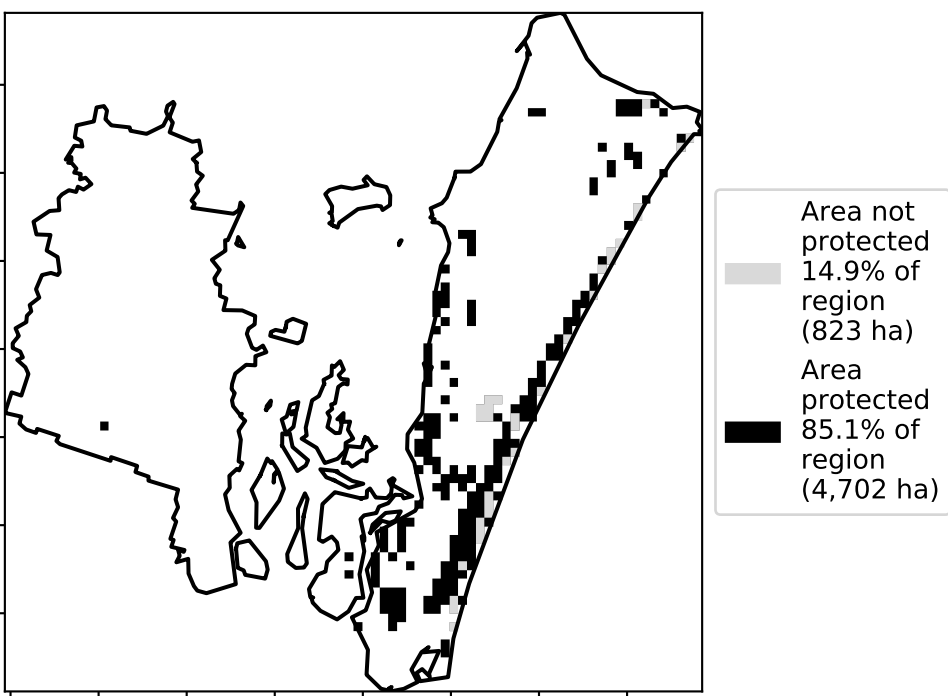 Area not
protected
14.9% of
region
(823 ha)
Area
protected
85.1% of
region
(4,702 ha)